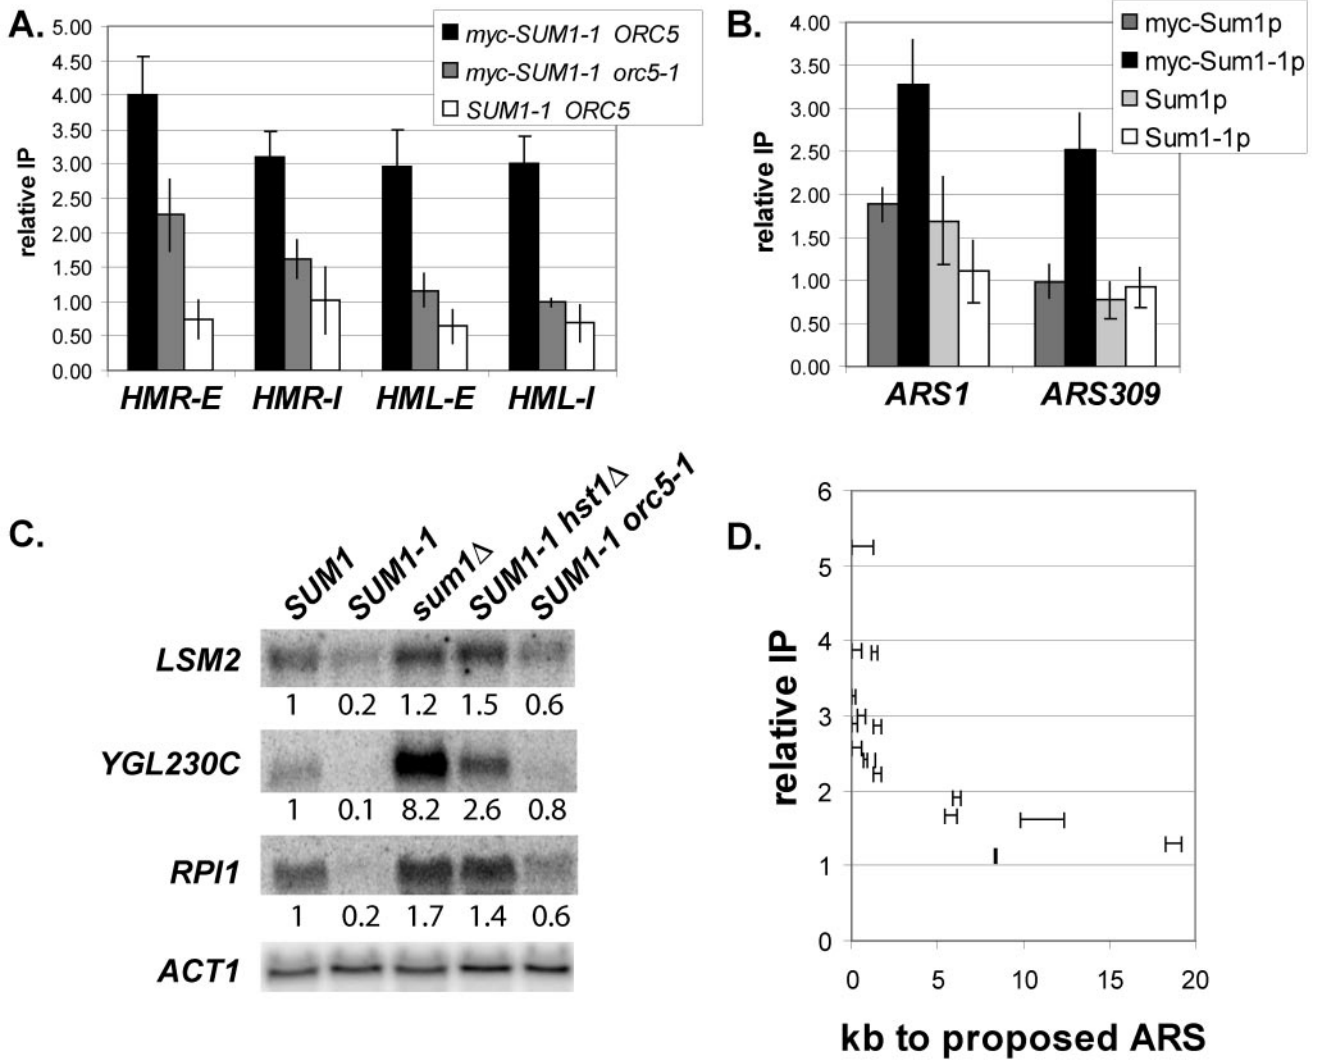 A.
5.00
4.50
4.00
3.50
3.00
2.50
2.00
1.50
1.00
0.50
0.00
relative IP
myc-SUM1-1 ORC5
myc-SUM1-1 orc5-1
SUM1-1 ORC5
HMR-E HMR-I HML-E HML-I
B.
4.00
3.50
3.00
2.50
2.00
1.50
1.00
0.50
0.00
relative IP
myc-Sum1p
myc-Sum1-1p
Sum1p
Sum1-1p
ARS1 ARS309
C.
SUM1 SUM1-1 sum1Δ SUM1-1 hst1Δ SUM1-1 orc5-1
LSM2
1 0.2 1.2 1.5 0.6
YGL230C
1 0.1 8.2 2.6 0.8
RPI1
1 0.2 1.7 1.4 0.6
ACT1
D.
6
5
4
3
2
1
0
relative IP
0 5 10 15 20
kb to proposed ARS